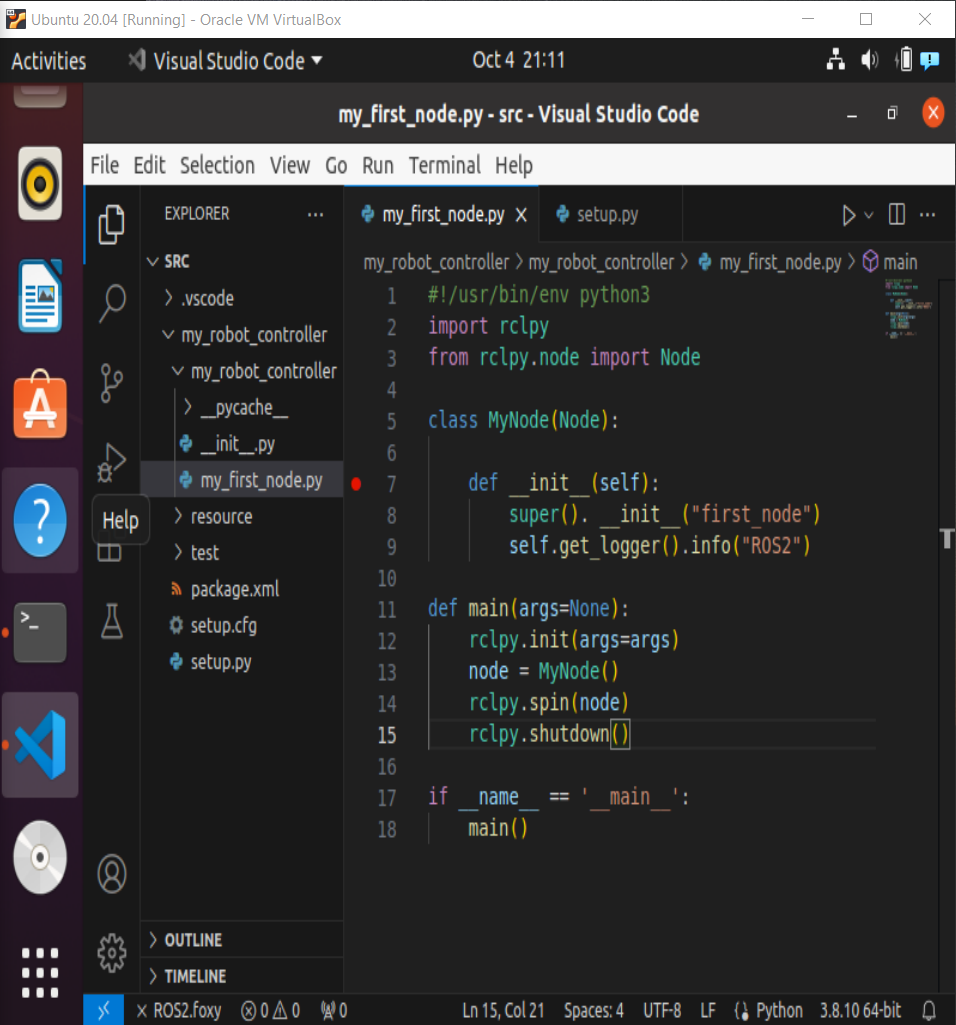 Ubuntu 20.04 [Running] - Oracle VM VirtualBox
Activities Visual Studio Code Oct 4 21:11
my_first_node.py - src - Visual Studio Code
File Edit Selection View Go Run Terminal Help
EXPLORER
SRC
.vscode
my_robot_controller
my_robot_controller
__pycache__
__init__.py
my_first_node.py
resource
test
package.xml
setup.cfg
setup.py
OUTLINE
TIMELINE
Help
my_first_node.py setup.py
my_robot_controller > my_robot_controller > my_first_node.py > main
1 #!/usr/bin/env python3
2 import rclpy
3 from rclpy.node import Node
4
5 class MyNode(Node):
6
7 def __init__(self):
8 super(). __init__("first_node")
9 self.get_logger().info("ROS2")
10
11 def main(args=None):
12 rclpy.init(args=args)
13 node = MyNode()
14 rclpy.spin(node)
15 rclpy.shutdown()
16
17 if __name__ == '__main__':
18 main()
ROS2.foxy 0 0 0 Ln 15, Col 21 Spaces: 4 UTF-8 LF Python 3.8.10 64-bit